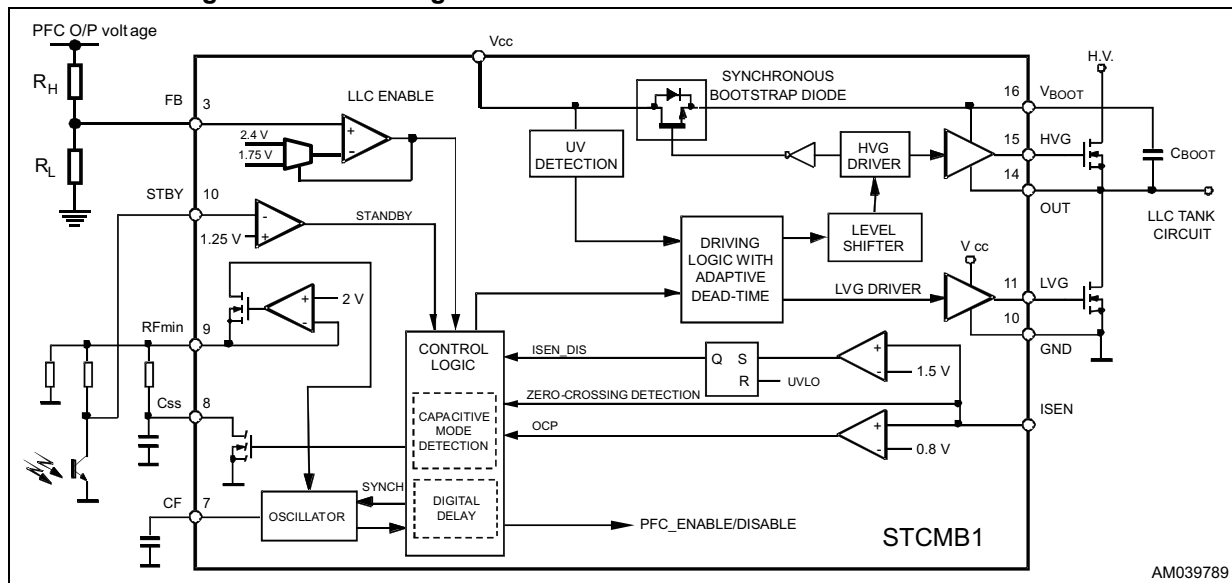 PFC O/P voltage
Vcc
H.V.
RH
SYNCHRONOUS
BOOTSTRAP DIODE
FB
3
LLC ENABLE
16
VBOOT
2.4 V
1.75 V
+
-
UV
DETECTION
HVG
DRIVER
15
HVG
CBOOT
RL
14
OUT
LLC TANK
CIRCUIT
STBY
10
-
+
1.25 V
STANDBY
DRIVING
LOGIC WITH
ADAPTIVE
DEAD-TIME
LEVEL
SHIFTER
V cc
LVG DRIVER
11
LVG
10
GND
+
-
2 V
RFmin
9
CONTROL
LOGIC
ISEN_DIS
Q
S
R
UVLO
+
-
1.5 V
ZERO-CROSSING DETECTION
ISEN
Css
8
CAPACITIVE
MODE
DETECTION
OCP
+
-
0.8 V
SYNCH
CF
7
OSCILLATOR
DIGITAL
DELAY
PFC_ENABLE/DISABLE
STCMB1
AM039789